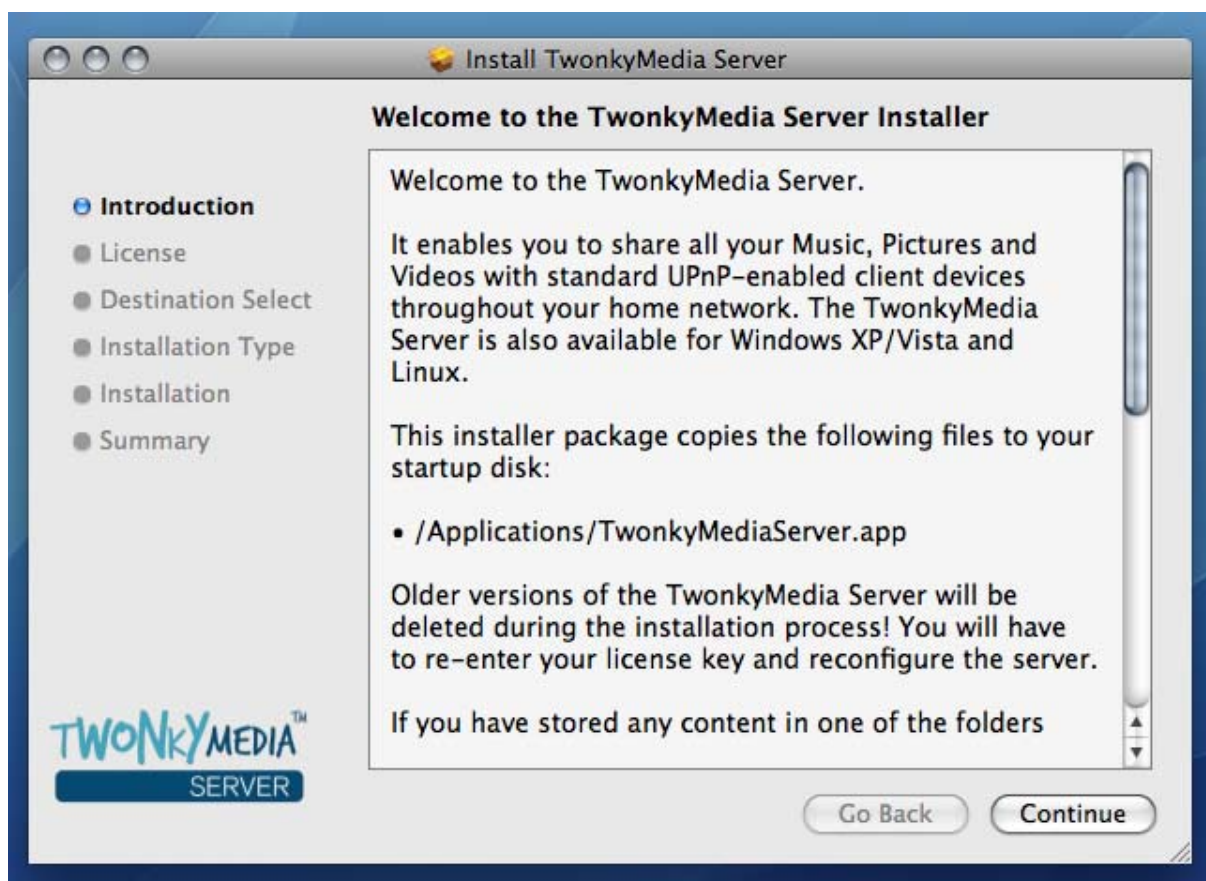 Install TwonkyMedia Server
Welcome to the TwonkyMedia Server Installer
Introduction
License
Destination Select
Installation Type
Installation
Summary
Welcome to the TwonkyMedia Server.
It enables you to share all your Music, Pictures and
Videos with standard UPnP-enabled client devices
throughout your home network. The TwonkyMedia
Server is also available for Windows XP/Vista and
Linux.
This installer package copies the following files to your
startup disk:
• /Applications/TwonkyMediaServer.app
Older versions of the TwonkyMedia Server will be
deleted during the installation process! You will have
to re-enter your license key and reconfigure the server.
If you have stored any content in one of the folders
TWONKYMEDIA™
SERVER
Go Back
Continue